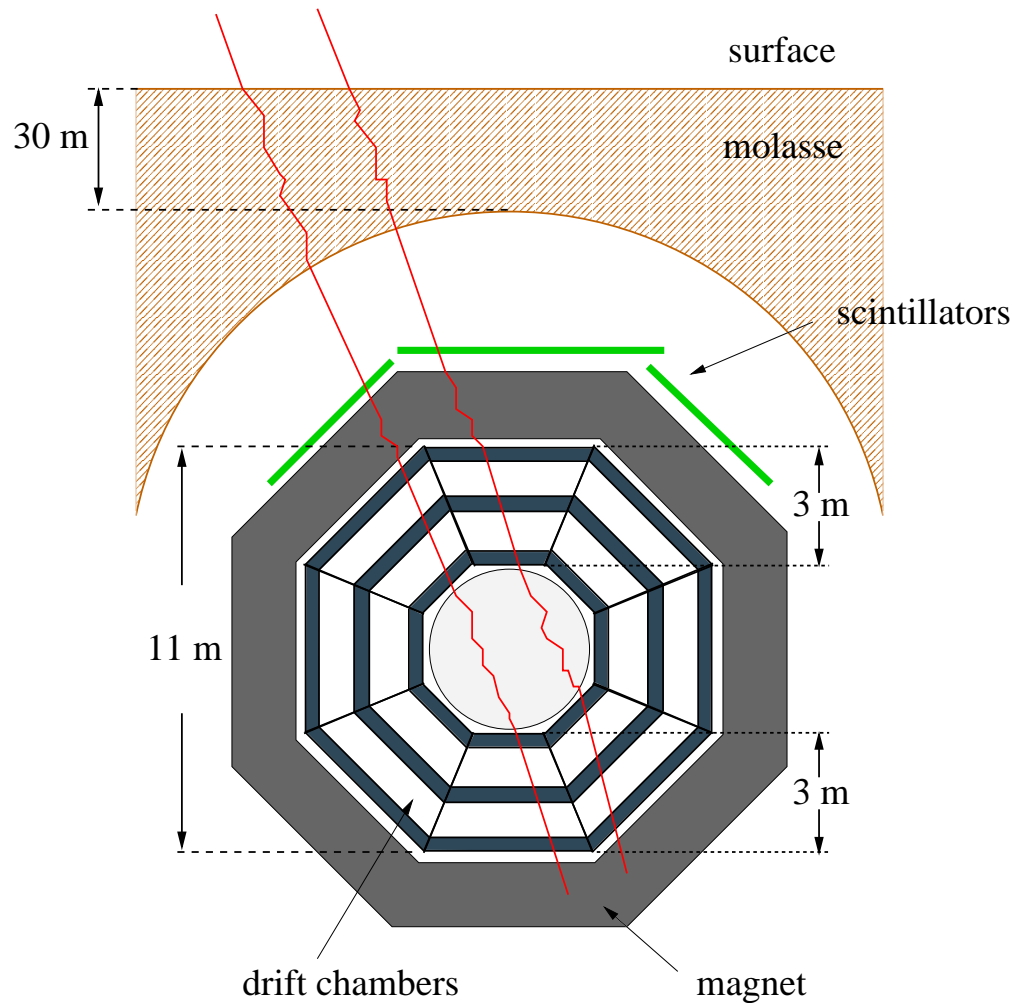 surface
30 m
molasse
scintillators
3 m
11 m
3 m
drift chambers
magnet